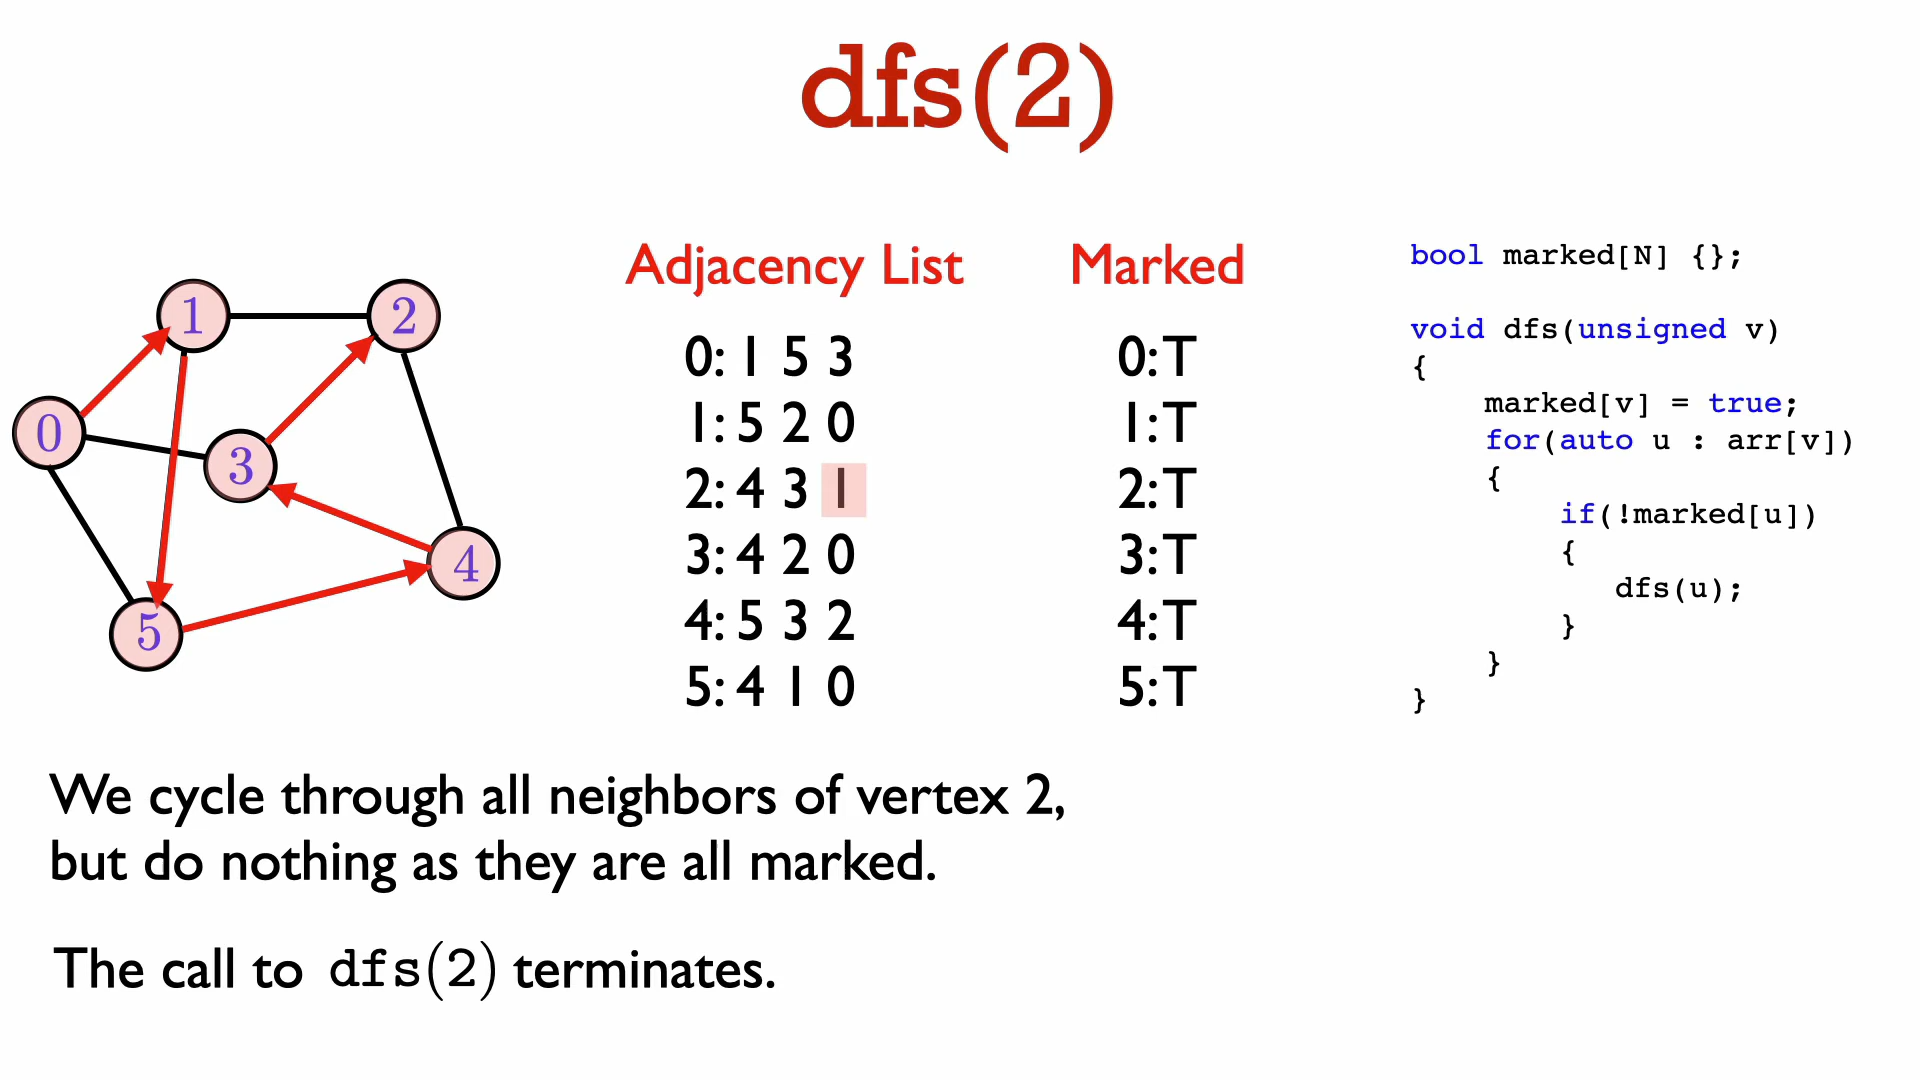 dfs(2)
1
2
0
3
4
5
Adjacency List
0: 1 5 3
1: 5 2 0
2: 4 3 1
3: 4 2 0
4: 5 3 2
5: 4 1 0
Marked
0: T
1: T
2: T
3: T
4: T
5: T
bool marked[N] {};
void dfs(unsigned v)
{
marked[v] = true;
for(auto u : arr[v])
{
if(!marked[u])
{
dfs(u);
}
}
}
We cycle through all neighbors of vertex 2,
but do nothing as they are all marked.
The call to dfs(2) terminates.